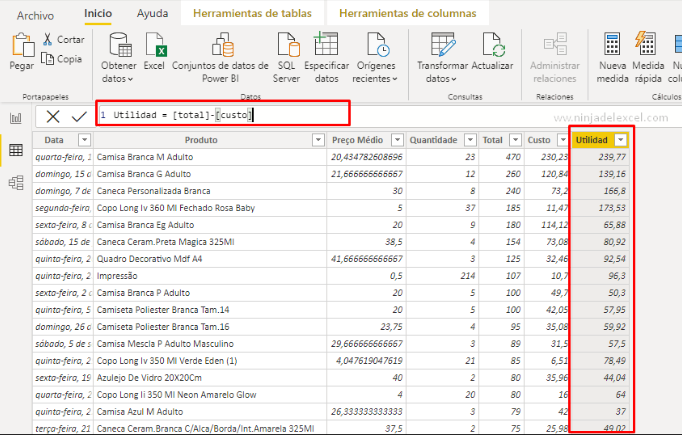 Archivo Inicio Ayuda Herramientas de tablas Herramientas de columnas
Pegar Cortar Copia
Portapapeles
Obtener datos Excel Conjuntos de datos de Power BI SQL Server Especificar datos Orígenes recientes
Datos
Transformar datos Actualizar
Consultas
Administrar relaciones
Relaciones
Nueva medida Medida rápida
Cálculos
1 Utilidad = [total]-[custo]
www.ninjadelexcel.com
Data Produto Preço Médio Quantidade Total Custo Utilidad
quarta-feira, 1 Camisa Branca M Adulto 20,434782608696 23 470 230,23 239,77
domingo, 15 d Camisa Branca G Adulto 21,666666666667 12 260 120,84 139,16
domingo, 7 de Caneca Personalizada Branca 30 8 240 73,2 166,8
segunda-feira, Copo Long Iv 360 Ml Fechado Rosa Baby 5 37 185 11,47 173,53
sexta-feira, 8 Camisa Branca Eg Adulto 20 9 180 114,12 65,88
sábado, 15 de Caneca Ceram.Preta Magica 325Ml 38,5 4 154 73,08 80,92
quinta-feira, 2 Quadro Decorativo Mdf A4 41,666666666667 3 125 32,46 92,54
quinta-feira, 2 Impressão 0,5 214 107 10,7 96,3
sexta-feira, 2 Camisa Branca P Adulto 20 5 100 49,7 50,3
quinta-feira, 5 Camiseta Poliester Branca Tam.14 20 5 100 42,05 57,95
domingo, 26 d Camiseta Poliester Branca Tam.16 23,75 4 95 35,08 59,92
sábado, 5 de s Camisa Mescla P Adulto Masculino 29,666666666667 3 89 31,5 57,5
quinta-feira, 2 Copo Long Iv 350 Ml Verde Eden (1) 4,047619047619 21 85 6,51 78,49
sexta-feira, 19 Azulejo De Vidro 20X20Cm 40 2 80 35,96 44,04
quarta-feira, 2 Copo Long Ii 350 Ml Neon Amarelo Glow 4 20 80 16 64
quinta-feira, 2 Camisa Azul M Adulto 26,333333333333 3 79 42 37
terça-feira, 21 Caneca Ceram.Branca C/Alca/Borda/Int.Amarela 325Ml 37,5 2 75 25,98 49,02